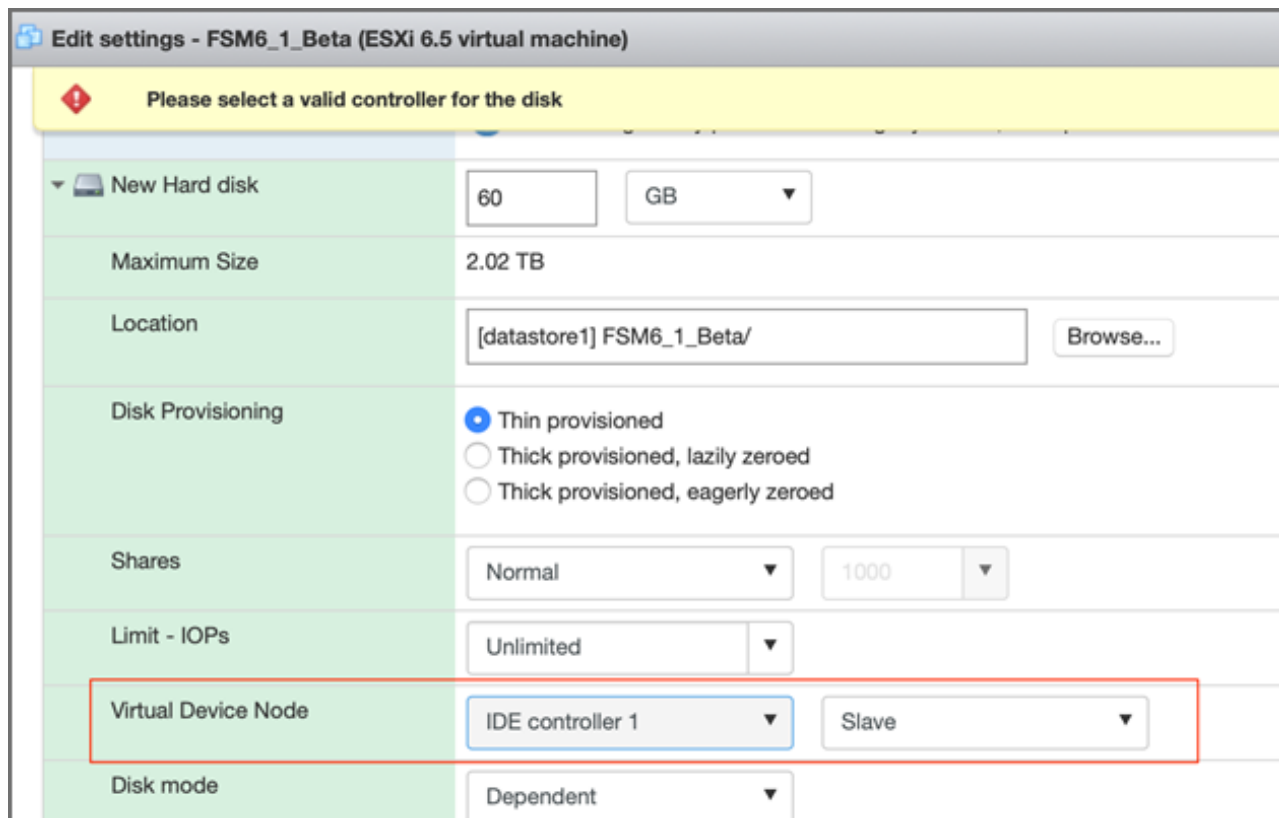 Edit settings - FSM6_1_Beta (ESXi 6.5 virtual machine)
Please select a valid controller for the disk
New Hard disk 60 GB
Maximum Size 2.02 TB
Location [datastore1] FSM6_1_Beta/ Browse...
Disk Provisioning Thin provisioned
Thick provisioned, lazily zeroed
Thick provisioned, eagerly zeroed
Shares Normal 1000
Limit - IOPs Unlimited
Virtual Device Node IDE controller 1 Slave
Disk mode Dependent